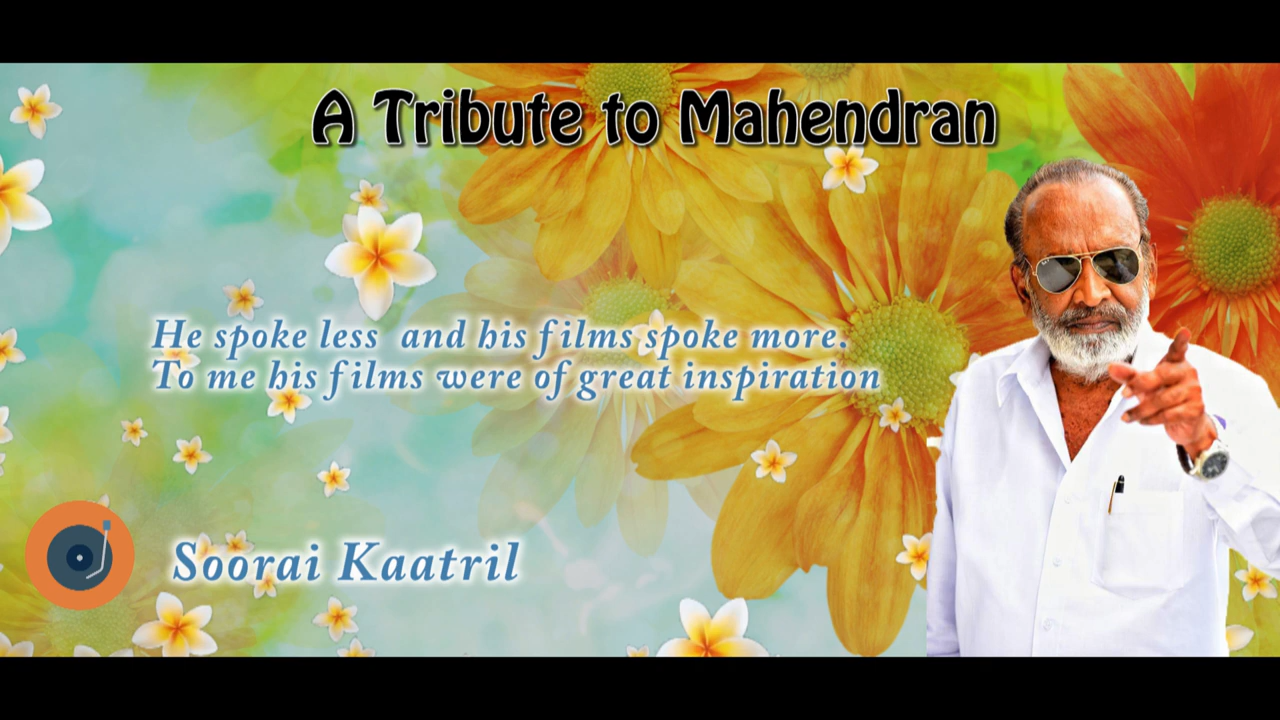 A Tribute to Mahendran
He spoke less and his films spoke more.
To me his films were of great inspiration
Soorai Kaatril